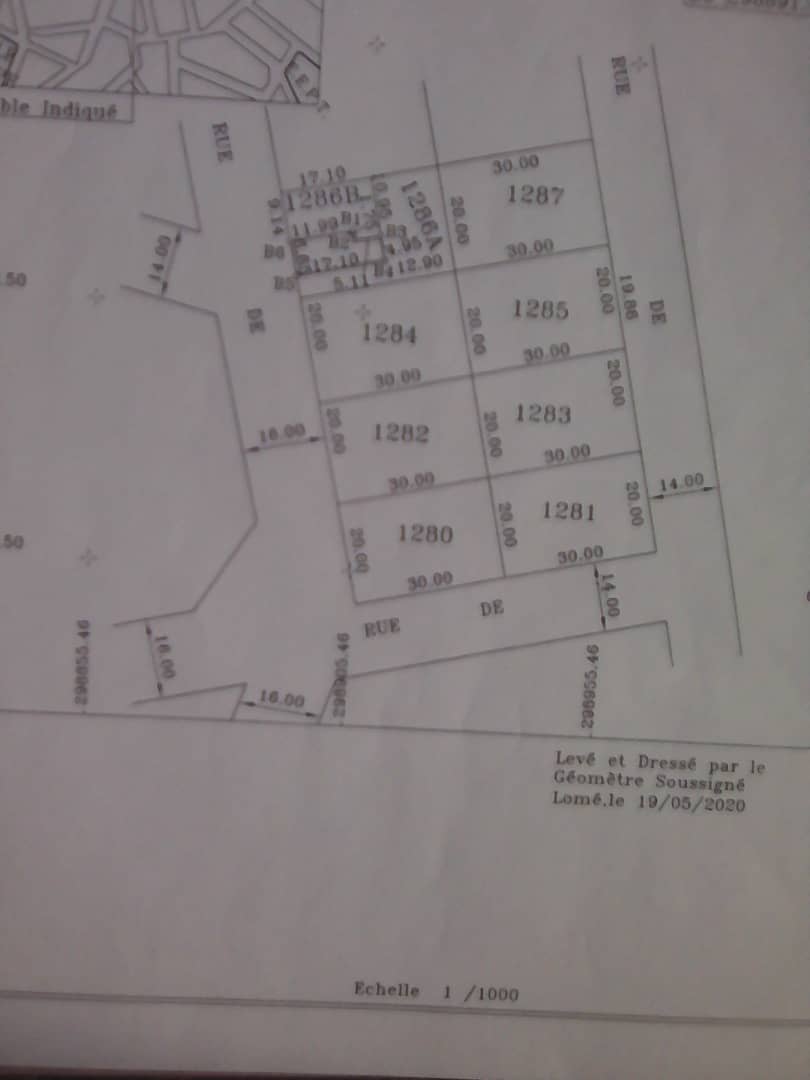 ble Indiqué
SEPT
RUE
RUE
17.10
30.00
1286B
10.95
1286A
1287
9.14
20.00
11.99
B1
B2
B3
4.95
30.00
14.00
B6
17.10
B4
12.90
B5
5.11
20.00
19.86
DE
.50
DE
20.00
1284
20.00
1285
30.00
30.00
20.00
16.00
20.00
1282
20.00
1283
30.00
30.00
14.00
20.00
.50
20.00
1280
20.00
1281
30.00
30.00
14.00
RUE
DE
16.00
298855.46
298905.46
298955.46
16.00
Levé et Dressé par le
Géomètre Soussigné
Lomé.le 19/05/2020
Echelle 1 /1000